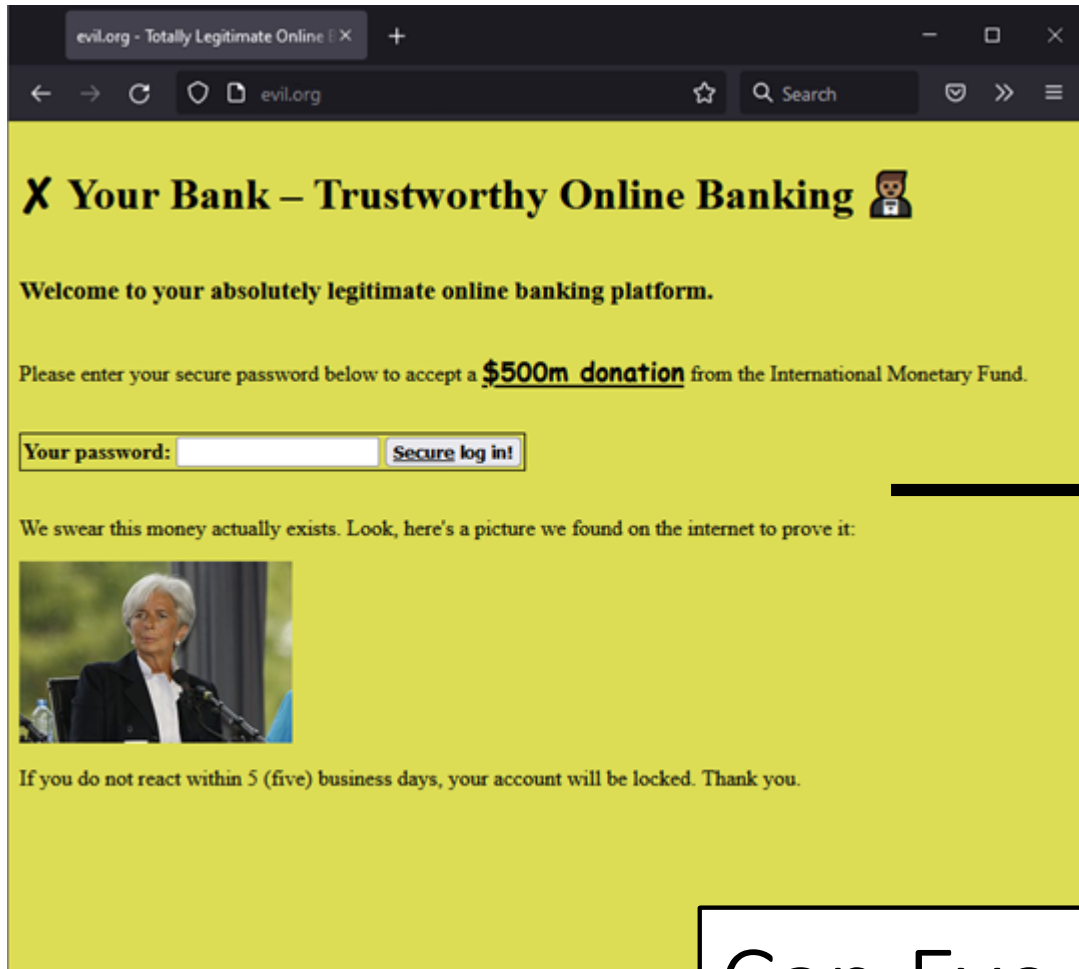 evil.org - Totally Legitimate Online
evil.org
Search
✗ Your Bank – Trustworthy Online Banking
Welcome to your absolutely legitimate online banking platform.
Please enter your secure password below to accept a $500m donation from the International Monetary Fund.
Your password: Secure log in!
We swear this money actually exists. Look, here's a picture we found on the internet to prove it:
If you do not react within 5 (five) business days, your account will be locked. Thank you.